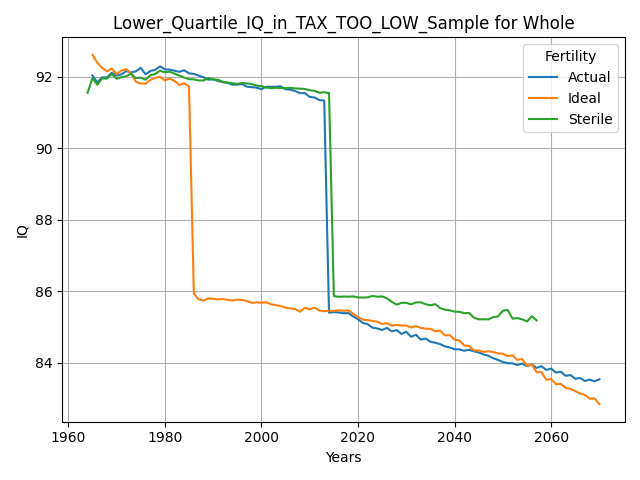 Lower_Quartile_IQ_in_TAX_TOO_LOW_Sample for Whole
Fertility
Actual
Ideal
Sterile
92
90
88
86
84
IQ
1960
1980
2000
2020
2040
2060
Years